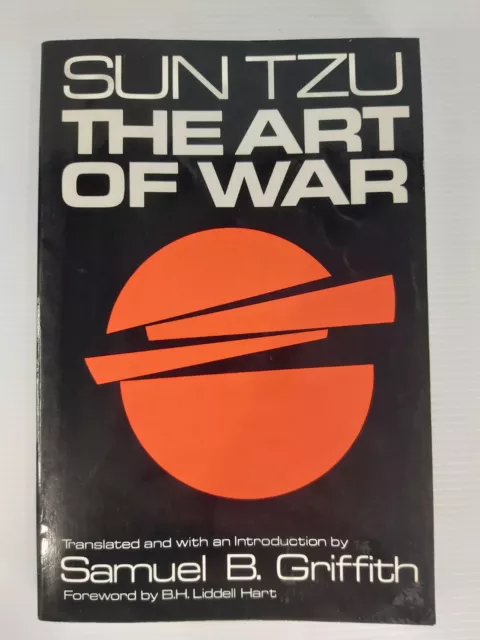 SUN TZU
THE ART
OF WAR
Translated and with an Introduction by
Samuel B. Griffith
Foreword by B.H. Liddell Hart